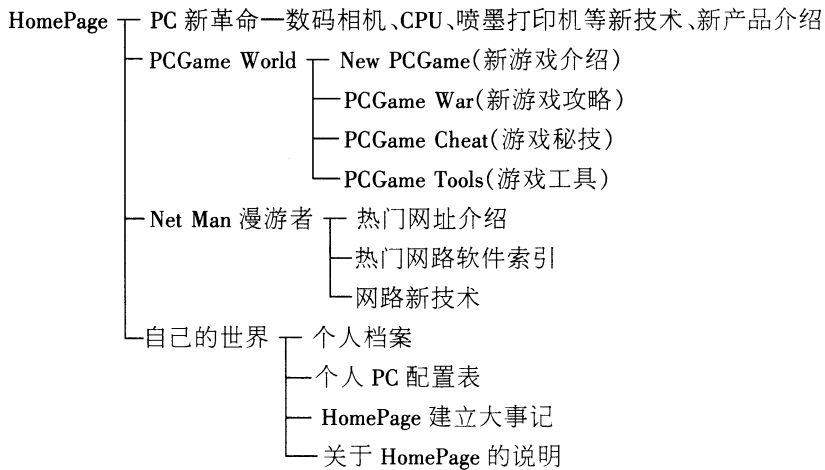 HomePage PC 新革命一数码相机、CPU、喷墨打印机等新技术、新产品介绍
PCGame World New PCGame(新游戏介绍)
PCGame War(新游戏攻略)
PCGame Cheat(游戏秘技)
PCGame Tools(游戏工具)
Net Man 漫游者 热门网址介绍
热门网路软件索引
网路新技术
自己的世界 个人档案
个人 PC 配置表
HomePage 建立大事记
关于 HomePage 的说明